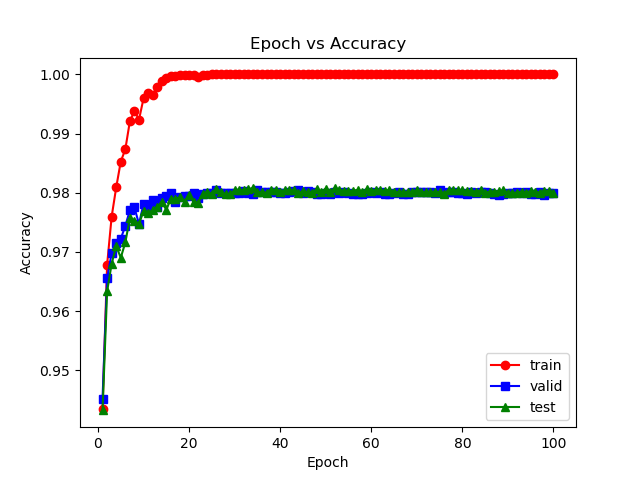 Epoch vs Accuracy
Accuracy
1.00
0.99
0.98
0.97
0.96
0.95
0 20 40 60 80 100
Epoch
train
valid
test